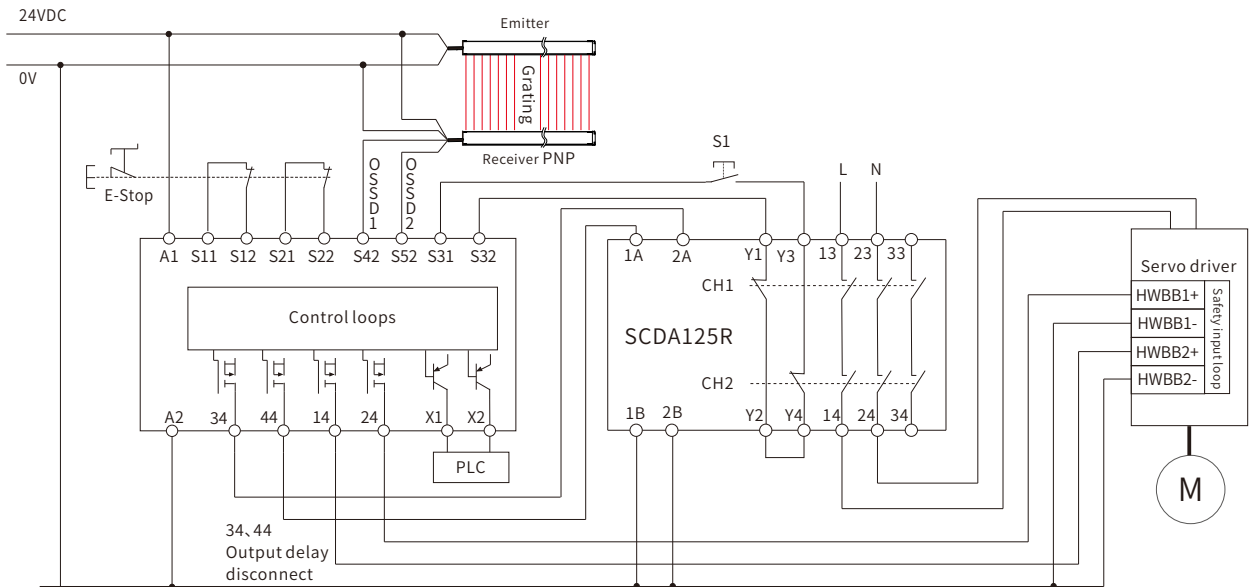 24VDC
0V
Emitter
Grating
Receiver PNP
E-Stop
OSSD1
OSSD2
S1
L N
A1 S11 S12 S21 S22 S42 S52 S31 S32
1A 2A Y1 Y3 13 23 33
Control loops
CH1
SCDA125R
CH2
Servo driver
HWBB1+
HWBB1-
HWBB2+
HWBB2-
Safety input loop
A2 34 44 14 24 X1 X2
1B 2B Y2 Y4 14 24 34
PLC
M
34、44
Output delay
disconnect